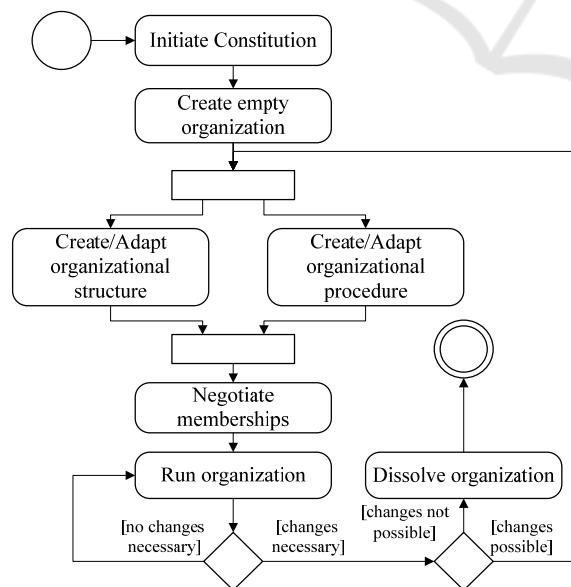 Initiate Constitution
Create empty
organization
Create/Adapt
organizational
structure
Create/Adapt
organizational
procedure
Negotiate
memberships
Run organization
Dissolve organization
[no changes
necessary]
[changes
necessary]
[changes not
possible]
[changes
possible]